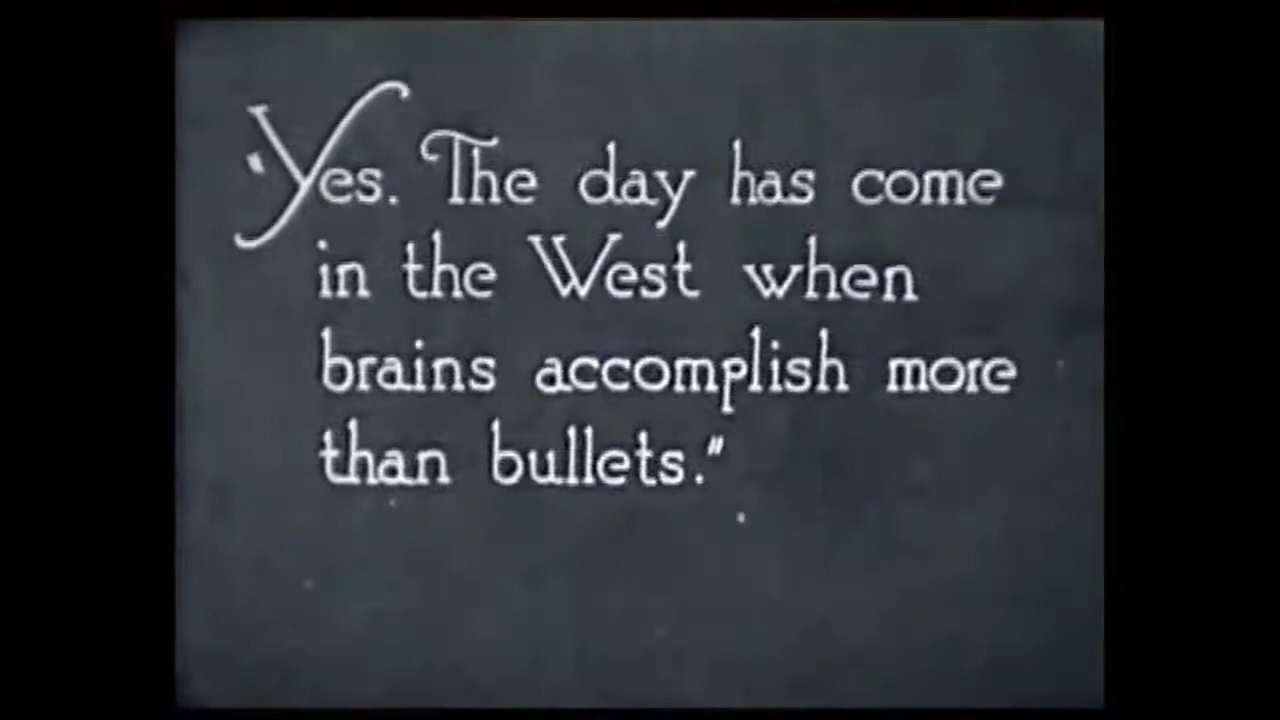 "Yes. The day has come
in the West when
brains accomplish more
than bullets."